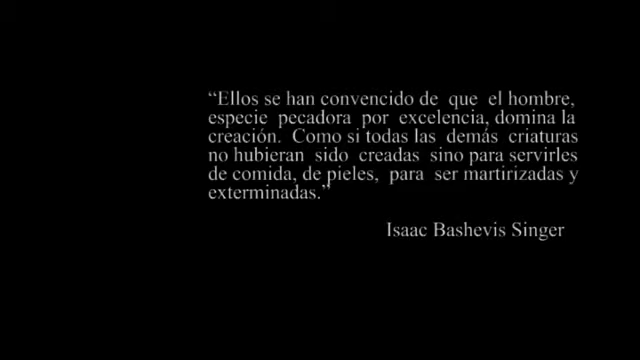 “Ellos se han convencido de que el hombre,
especie pecadora por excelencia, domina la
creación. Como si todas las demás criaturas
no hubieran sido creadas sino para servirles
de comida, de pieles, para ser martirizadas y
exterminadas.”
Isaac Bashevis Singer